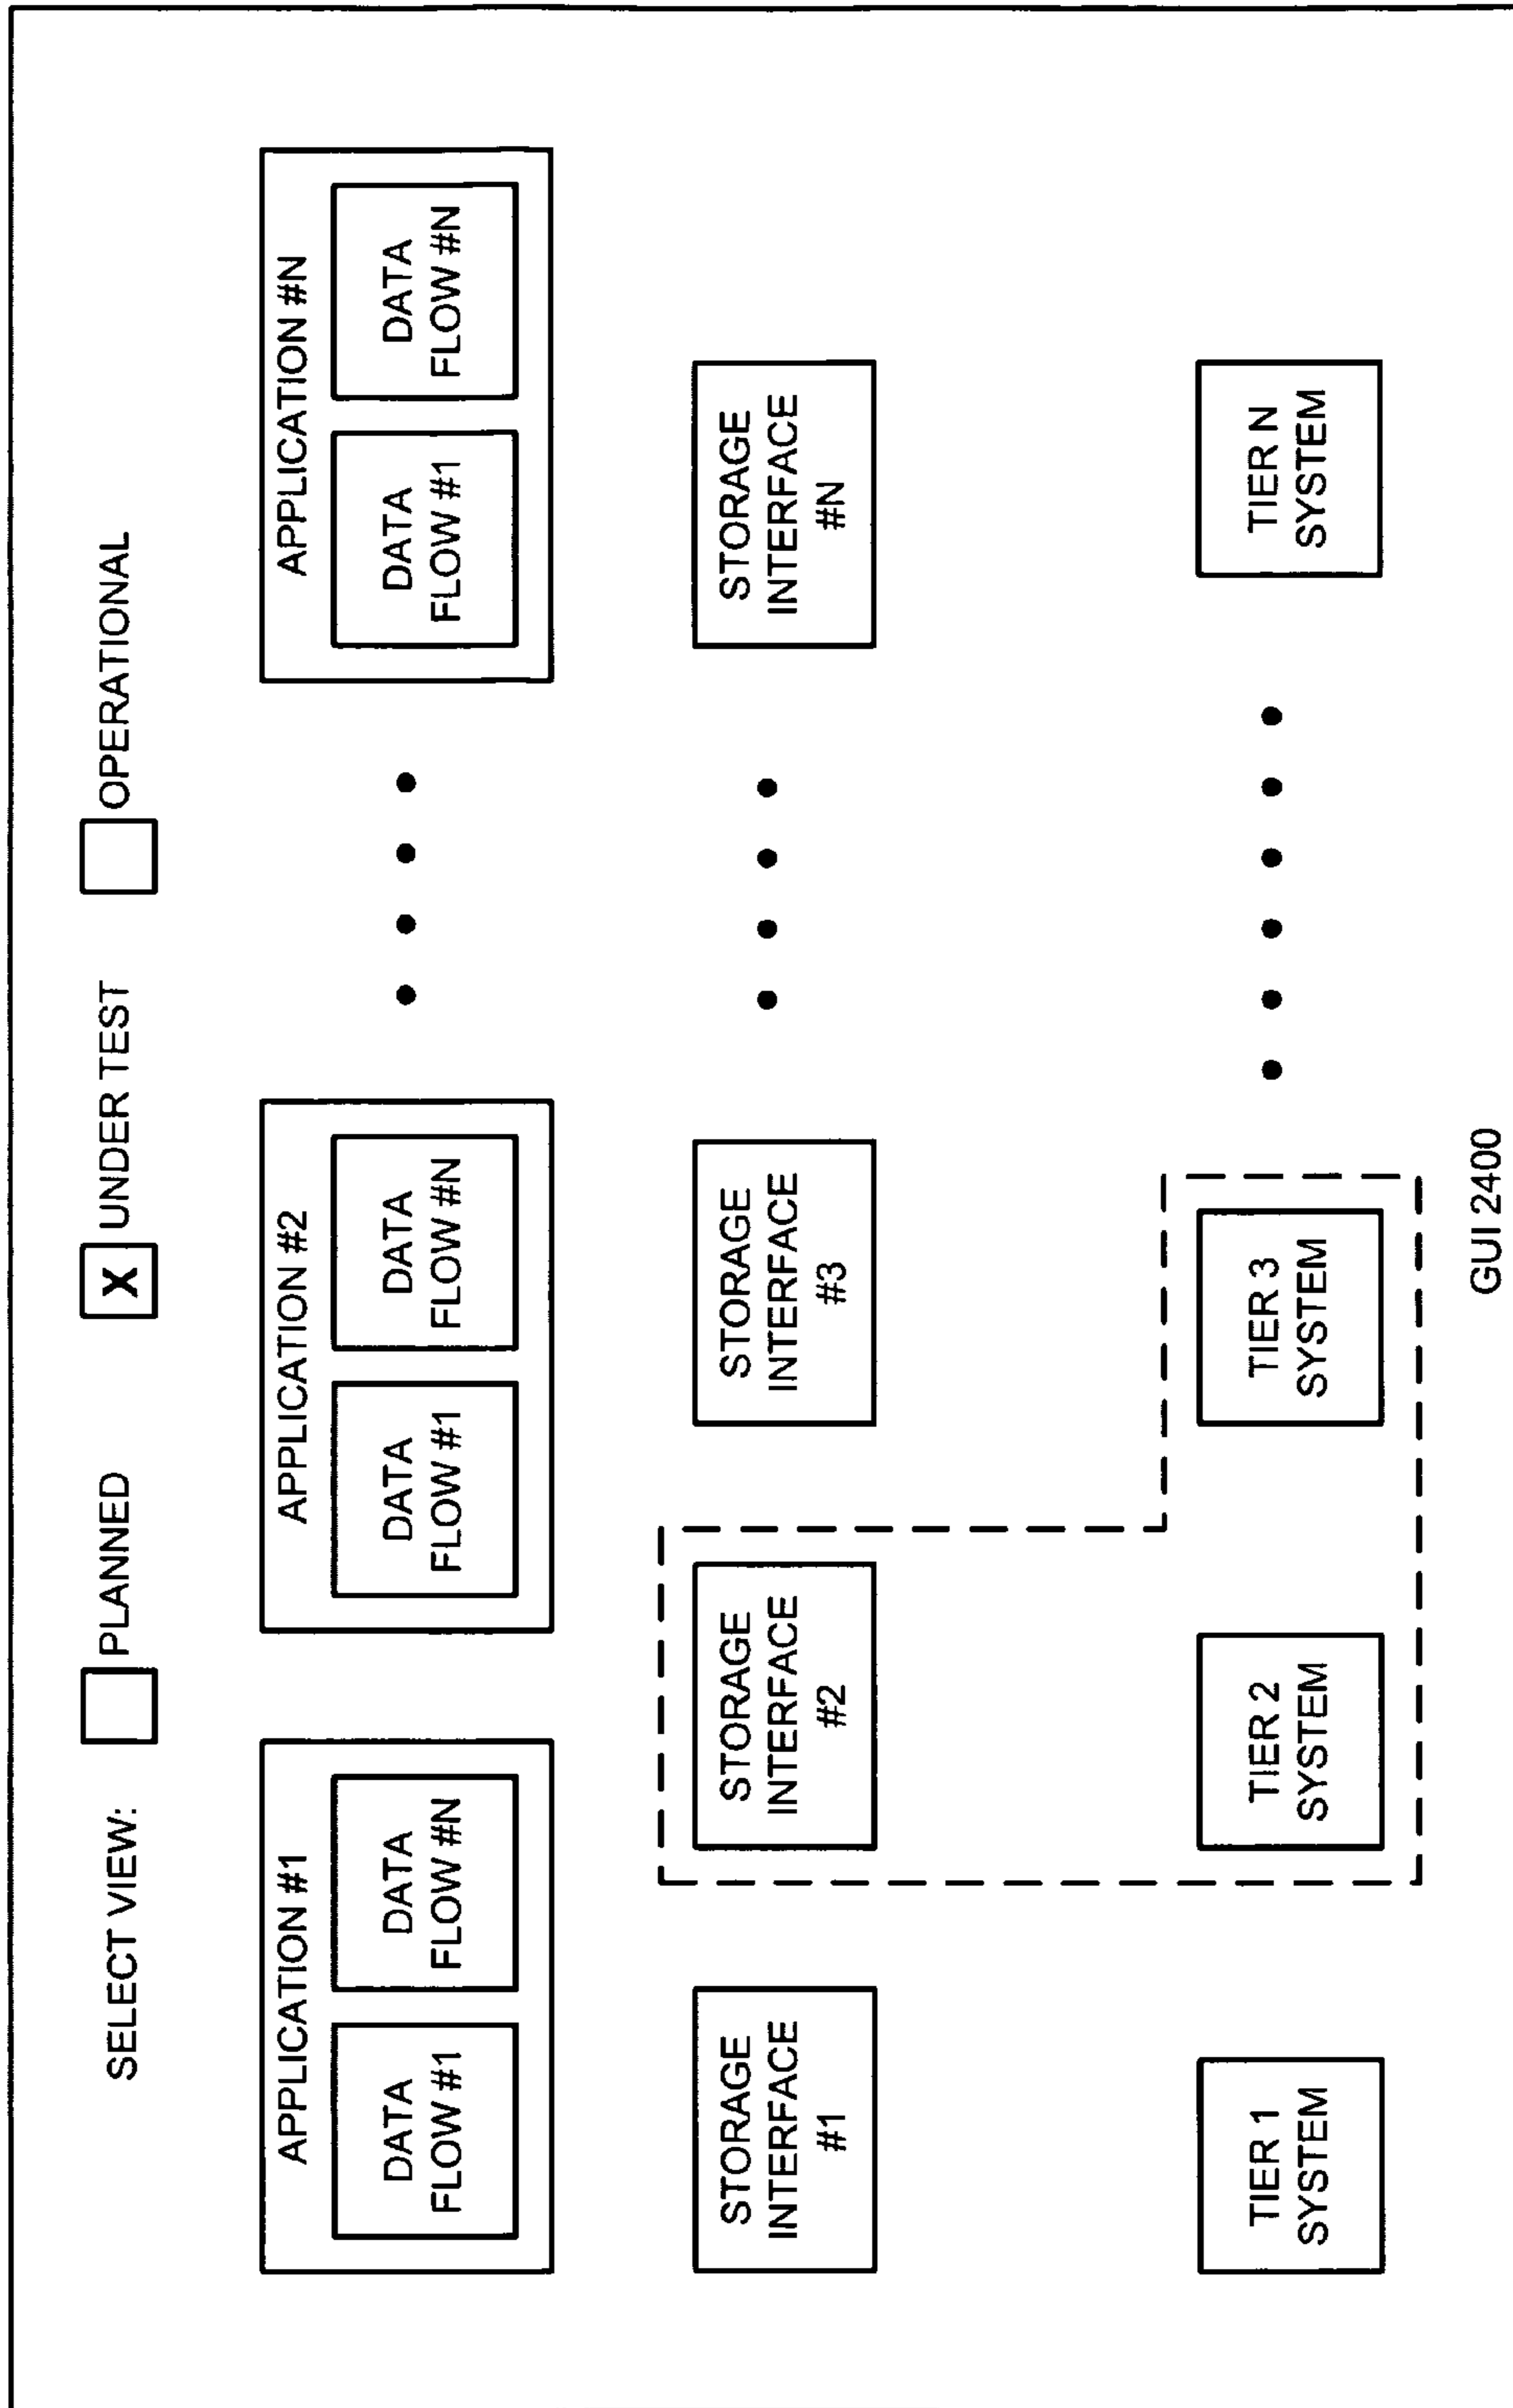 SELECT VIEW: PLANNED X UNDER TEST OPERATIONAL
APPLICATION #1
DATA
FLOW #1
DATA
FLOW #N
APPLICATION #2
DATA
FLOW #1
DATA
FLOW #N
APPLICATION #N
DATA
FLOW #1
DATA
FLOW #N
STORAGE
INTERFACE
#1
STORAGE
INTERFACE
#2
STORAGE
INTERFACE
#3
STORAGE
INTERFACE
#N
TIER 1
SYSTEM
TIER 2
SYSTEM
TIER 3
SYSTEM
TIER N
SYSTEM
GUI 2400